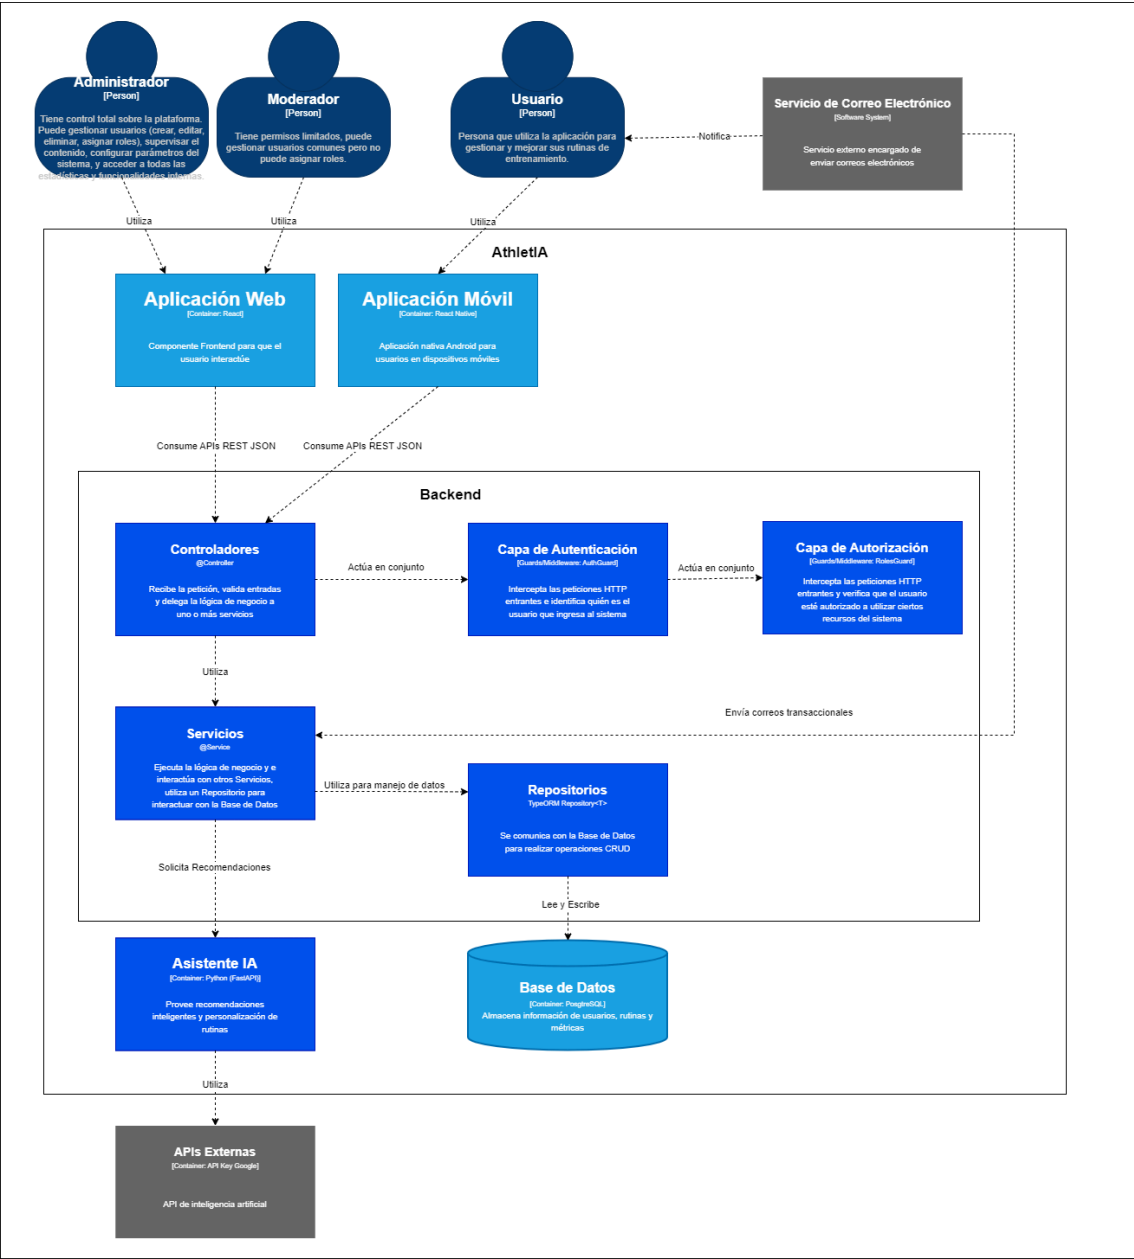 Administrador
[Person]
Tiene control total sobre la plataforma.
Puede gestionar usuarios (crear, editar,
eliminar, asignar roles), supervisar el
contenido, configurar parámetros del
sistema, y acceder a todas las
estadísticas y funcionalidades internas.
Moderador
[Person]
Tiene permisos limitados, puede
gestionar usuarios comunes pero no
puede asignar roles.
Usuario
[Person]
Persona que utiliza la aplicación para
gestionar y mejorar sus rutinas de
entrenamiento.
Notifica
Servicio de Correo Electrónico
[Software System]
Servicio externo encargado de
enviar correos electrónicos
Utiliza
Utiliza
Utiliza
AthletIA
Aplicación Web
[Container: React]
Componente Frontend para que el
usuario interactúe
Aplicación Móvil
[Container: React Native]
Aplicación nativa Android para
usuarios en dispositivos móviles
Consume APIs REST JSON
Consume APIs REST JSON
Backend
Controladores
@Controller
Recibe la petición, valida entradas
y delega la lógica de negocio a
uno o más servicios
Actúa en conjunto
Capa de Autenticación
[Guards/Middleware: AuthGuard]
Intercepta las peticiones HTTP
entrantes e identifica quién es el
usuario que ingresa al sistema
Actúa en conjunto
Capa de Autorización
[Guards/Middleware: RolesGuard]
Intercepta las peticiones HTTP
entrantes y verifica que el usuario
esté autorizado a utilizar ciertos
recursos del sistema
Utiliza
Envía correos transaccionales
Servicios
@Service
Ejecuta la lógica de negocio y e
interactúa con otros Servicios,
utiliza un Repositorio para
interactuar con la Base de Datos
Utiliza para manejo de datos
Repositorios
TypeORM Repository<T>
Se comunica con la Base de Datos
para realizar operaciones CRUD
Solicita Recomendaciones
Lee y Escribe
Asistente IA
[Container: Python (FastAPI)]
Provee recomendaciones
inteligentes y personalización de
rutinas
Base de Datos
[Container: PosgtreSQL]
Almacena información de usuarios, rutinas y
métricas
Utiliza
APIs Externas
[Container: API Key Google]
API de inteligencia artificial